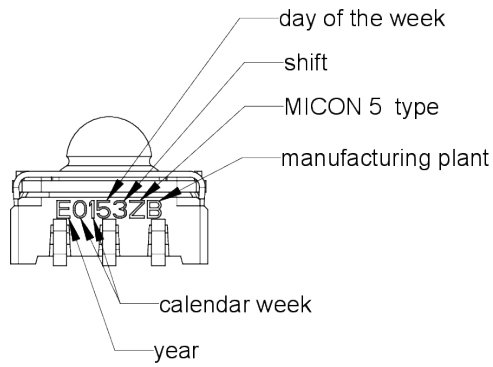 day of the week
shift
MICON 5 type
manufacturing plant
E0153ZB
calendar week
year